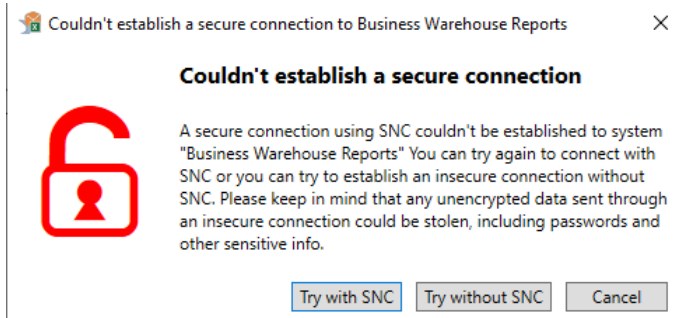 Couldn't establish a secure connection to Business Warehouse Reports
Couldn't establish a secure connection
A secure connection using SNC couldn't be established to system
"Business Warehouse Reports" You can try again to connect with
SNC or you can try to establish an insecure connection without
SNC. Please keep in mind that any unencrypted data sent through
an insecure connection could be stolen, including passwords and
other sensitive info.
Try with SNC Try without SNC Cancel